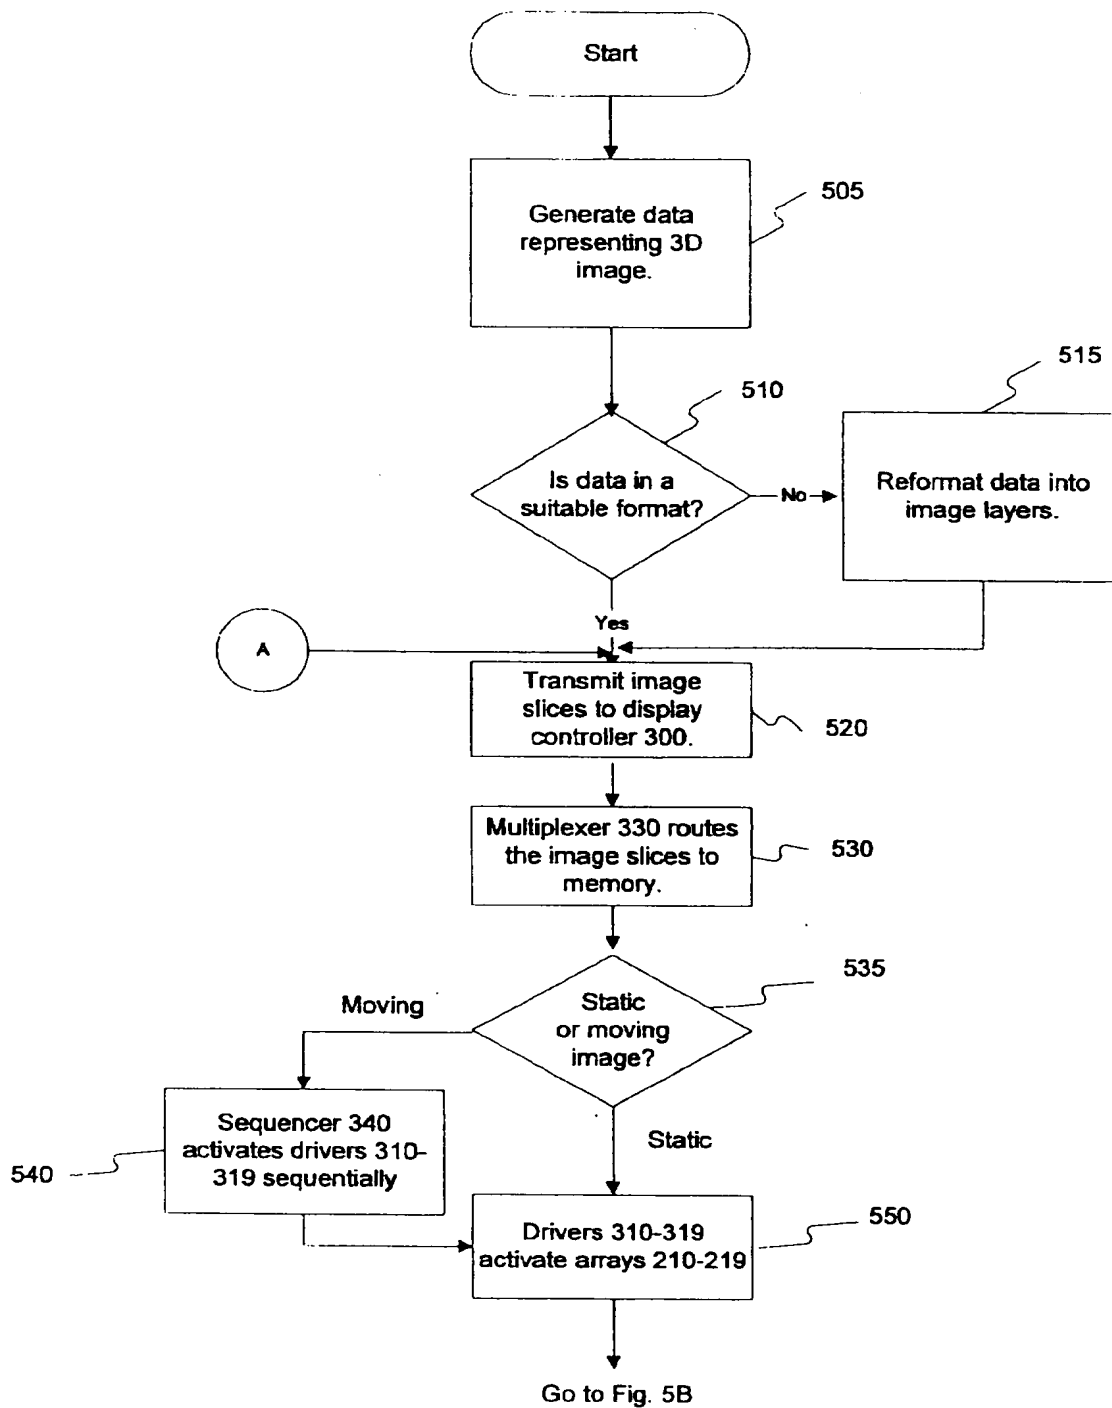 Start
Generate data
representing 3D
image.
505
510
515
Is data in a
suitable format?
No
Reformat data into
image layers.
Yes
A
Transmit image
slices to display
controller 300.
520
Multiplexer 330 routes
the image slices to
memory.
530
535
Static
or moving
image?
Moving
Sequencer 340
activates drivers 310-
319 sequentially
540
Static
Drivers 310-319
activate arrays 210-219
550
Go to Fig. 5B